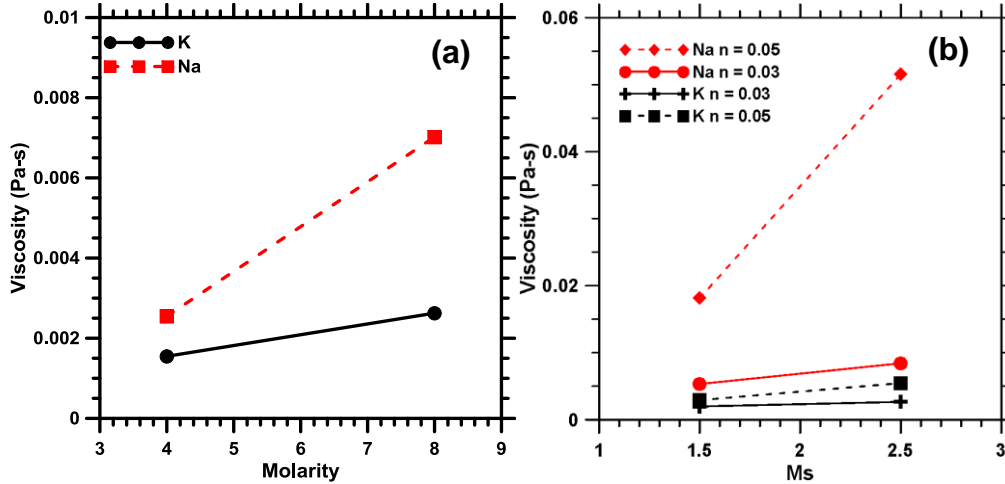 (a)
K
Na
0.01
0.008
0.006
0.004
0.002
0
Viscosity (Pa-s)
3 4 5 6 7 8 9
Molarity
(b)
Na n = 0.05
Na n = 0.03
K n = 0.03
K n = 0.05
0.06
0.04
0.02
0
Viscosity (Pa-s)
1 1.5 2 2.5 3
Ms